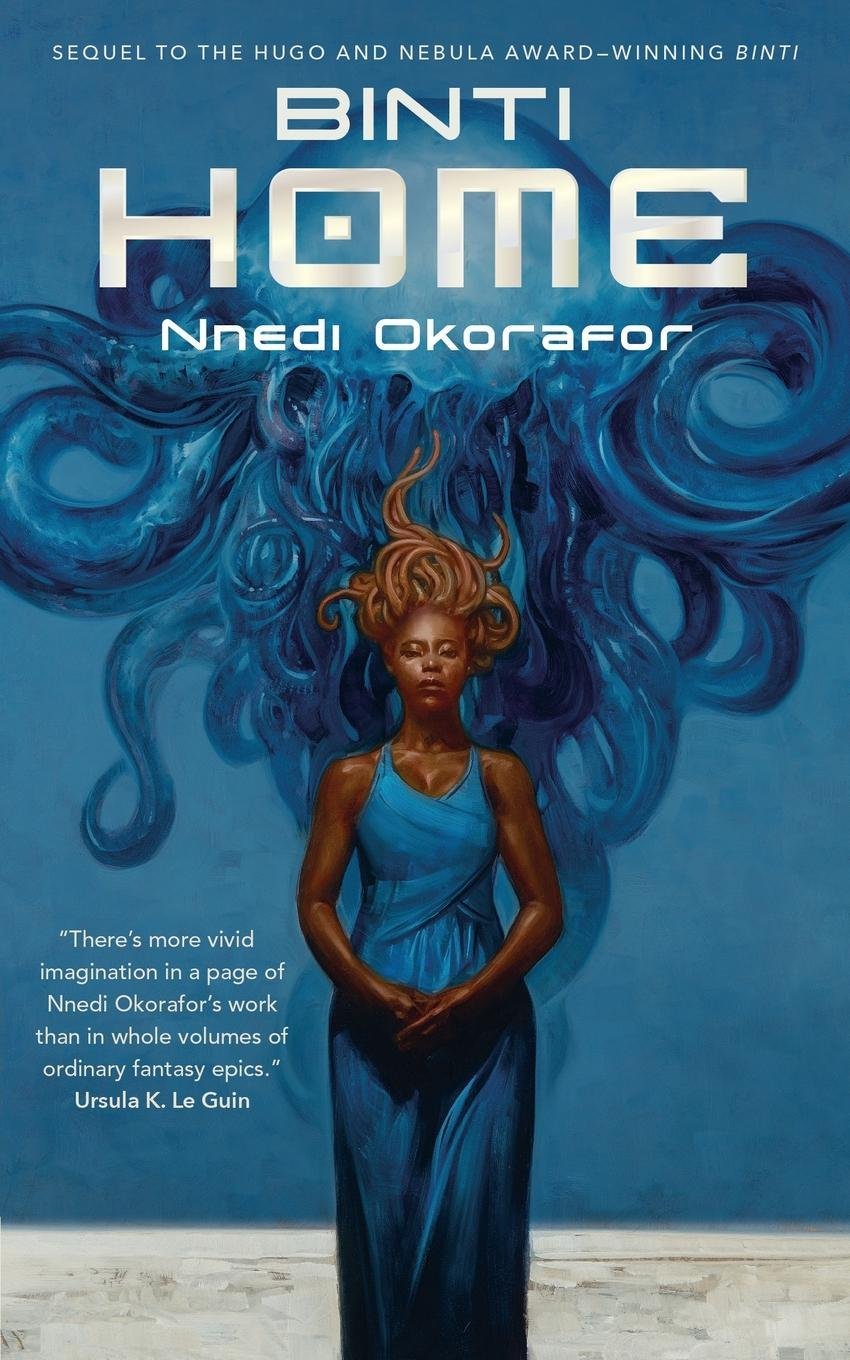 SEQUEL TO THE HUGO AND NEBULA AWARD–WINNING BINTI
BINTI
HOME
Nnedi Okorafor
“There’s more vivid
imagination in a page of
Nnedi Okorafor’s work
than in whole volumes of
ordinary fantasy epics.”
Ursula K. Le Guin